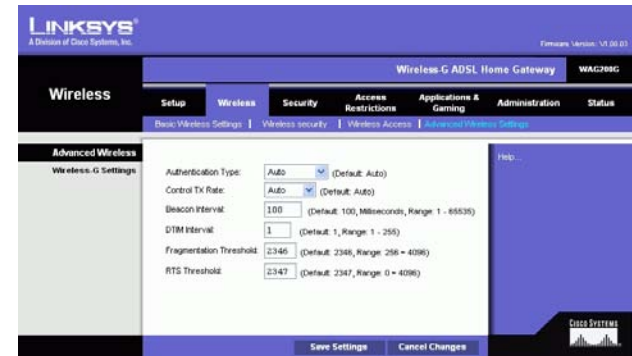 LINKSYS®
A Division of Cisco Systems, Inc.
Firmware Version: V1.00.03
Wireless-G ADSL Home Gateway WAG200G
Wireless
Setup Wireless Security Access Restrictions Applications & Gaming Administration Status
Basic Wireless Settings | Wireless security | Wireless Access | Advanced Wireless Settings
Advanced Wireless
Wireless-G Settings
Help...
Authentication Type: Auto (Default: Auto)
Control TX Rate: Auto (Default: Auto)
Beacon Interval: 100 (Default: 100, Milliseconds, Range: 1 - 65535)
DTIM Interval: 1 (Default: 1, Range: 1 - 255)
Fragmentation Threshold: 2346 (Default: 2346, Range: 256 ~ 4096)
RTS Threshold: 2347 (Default: 2347, Range: 0 ~ 4096)
Save Settings Cancel Changes
CISCO SYSTEMS